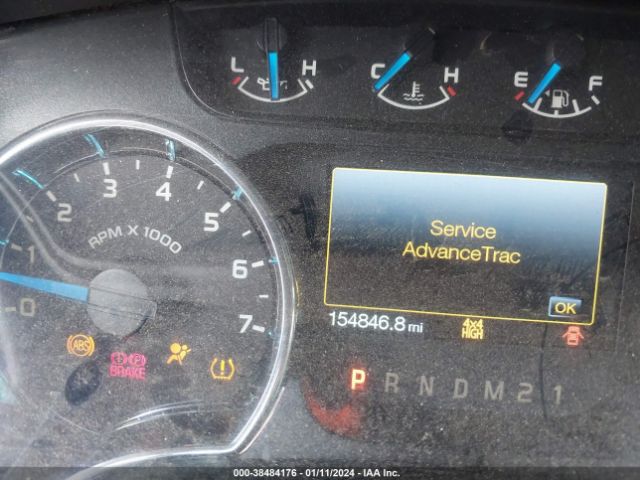 L H C H E F
0 1 2 3 4 5 6 7
RPM X 1000
Service
AdvanceTrac
OK
154846.8 mi
4x4
HIGH
ABS
(!) (P)
BRAKE
(!)
P R N D M 2 1
000-38484176 - 01/11/2024 - IAA Inc.